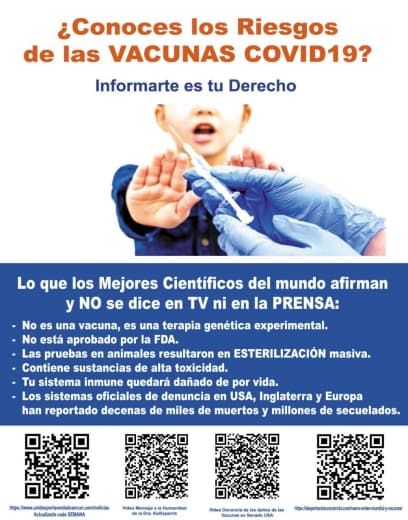 ¿Conoces los Riesgos
de las VACUNAS COVID19?
Informarte es tu Derecho
Lo que los Mejores Científicos del mundo afirman
y NO se dice en TV ni en la PRENSA:
- No es una vacuna, es una terapia genética experimental.
- No está aprobado por la FDA.
- Las pruebas en animales resultaron en ESTERILIZACIÓN masiva.
- Contiene sustancias de alta toxicidad.
- Tu sistema inmune quedará dañado de por vida.
- Los sistemas oficiales de denuncia en USA, Inglaterra y Europa
han reportado decenas de miles de muertos y millones de secuelados.
Actualizado cada SEMANA
Video Mensaje a la Humanidad
de la Dra.
Video Denuncia de los daños de las
Vacunas en Senado USA